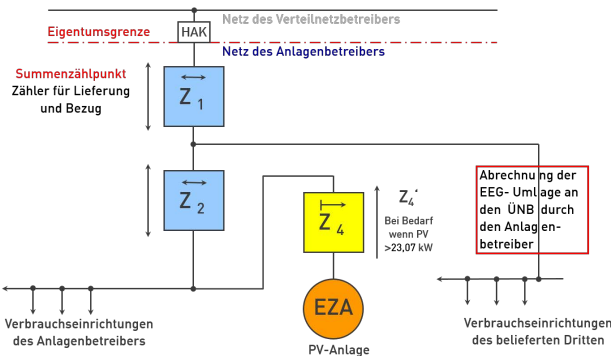 Netz des Verteilnetzbetreibers
Eigentumsgrenze
HAK
Netz des Anlagenbetreibers
Summenzählpunkt
Zähler für Lieferung
und Bezug
Z 1
Z 2
Z 4
Z4'
Bei Bedarf
wenn PV
>23,07 kW
Abrechnung der
EEG- Umlage an
den ÜNB durch
den Anlagen-
betreiber
EZA
PV-Anlage
Verbrauchseinrichtungen
des Anlagenbetreibers
Verbrauchseinrichtungen
des belieferten Dritten